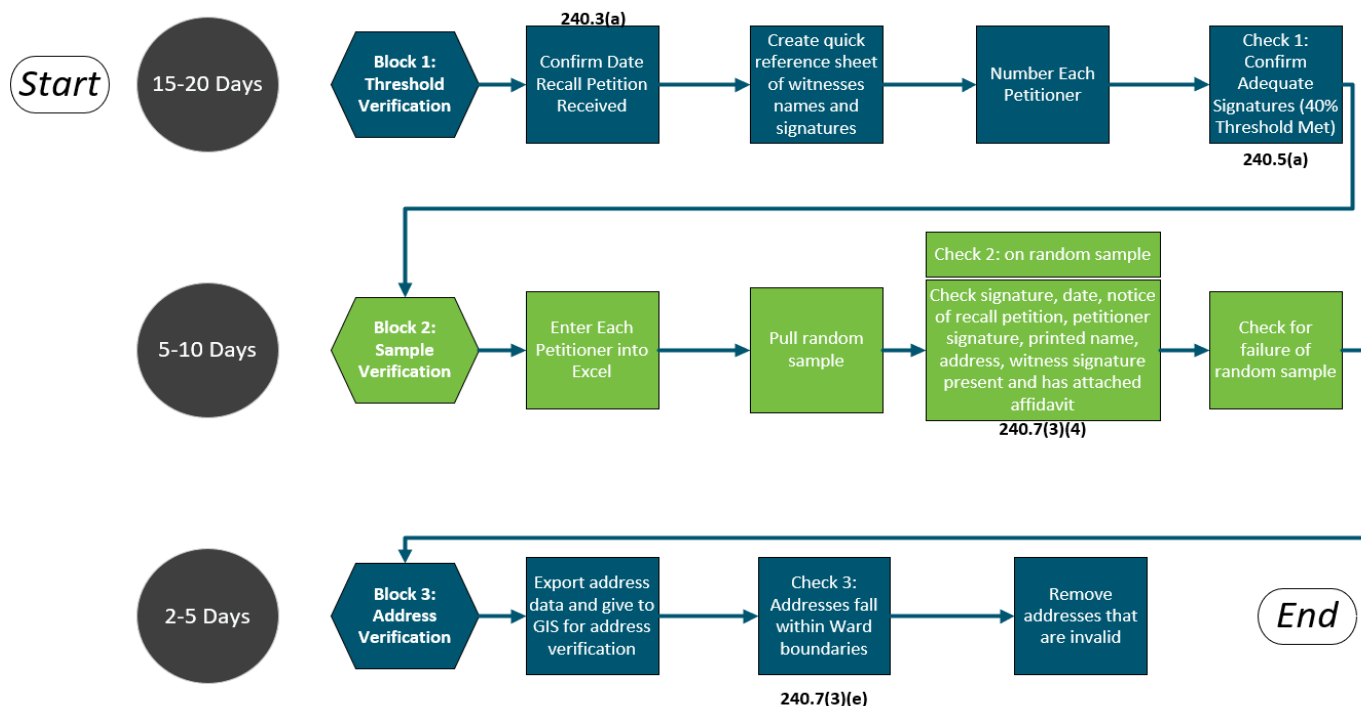 240.3(a)
Start
15-20 Days
Block 1:
Threshold
Verification
Confirm Date
Recall Petition
Received
Create quick
reference sheet
of witnesses
names and
signatures
Number Each
Petitioner
Check 1:
Confirm
Adequate
Signatures (40%
Threshold Met)
240.5(a)
5-10 Days
Block 2:
Sample
Verification
Enter Each
Petitioner into
Excel
Pull random
sample
Check 2: on random sample
Check signature, date, notice
of recall petition, petitioner
signature, printed name,
address, witness signature
present and has attached
affidavit
240.7(3)(4)
Check for
failure of
random sample
2-5 Days
Block 3:
Address
Verification
Export address
data and give to
GIS for address
verification
Check 3:
Addresses fall
within Ward
boundaries
240.7(3)(e)
Remove
addresses that
are invalid
End